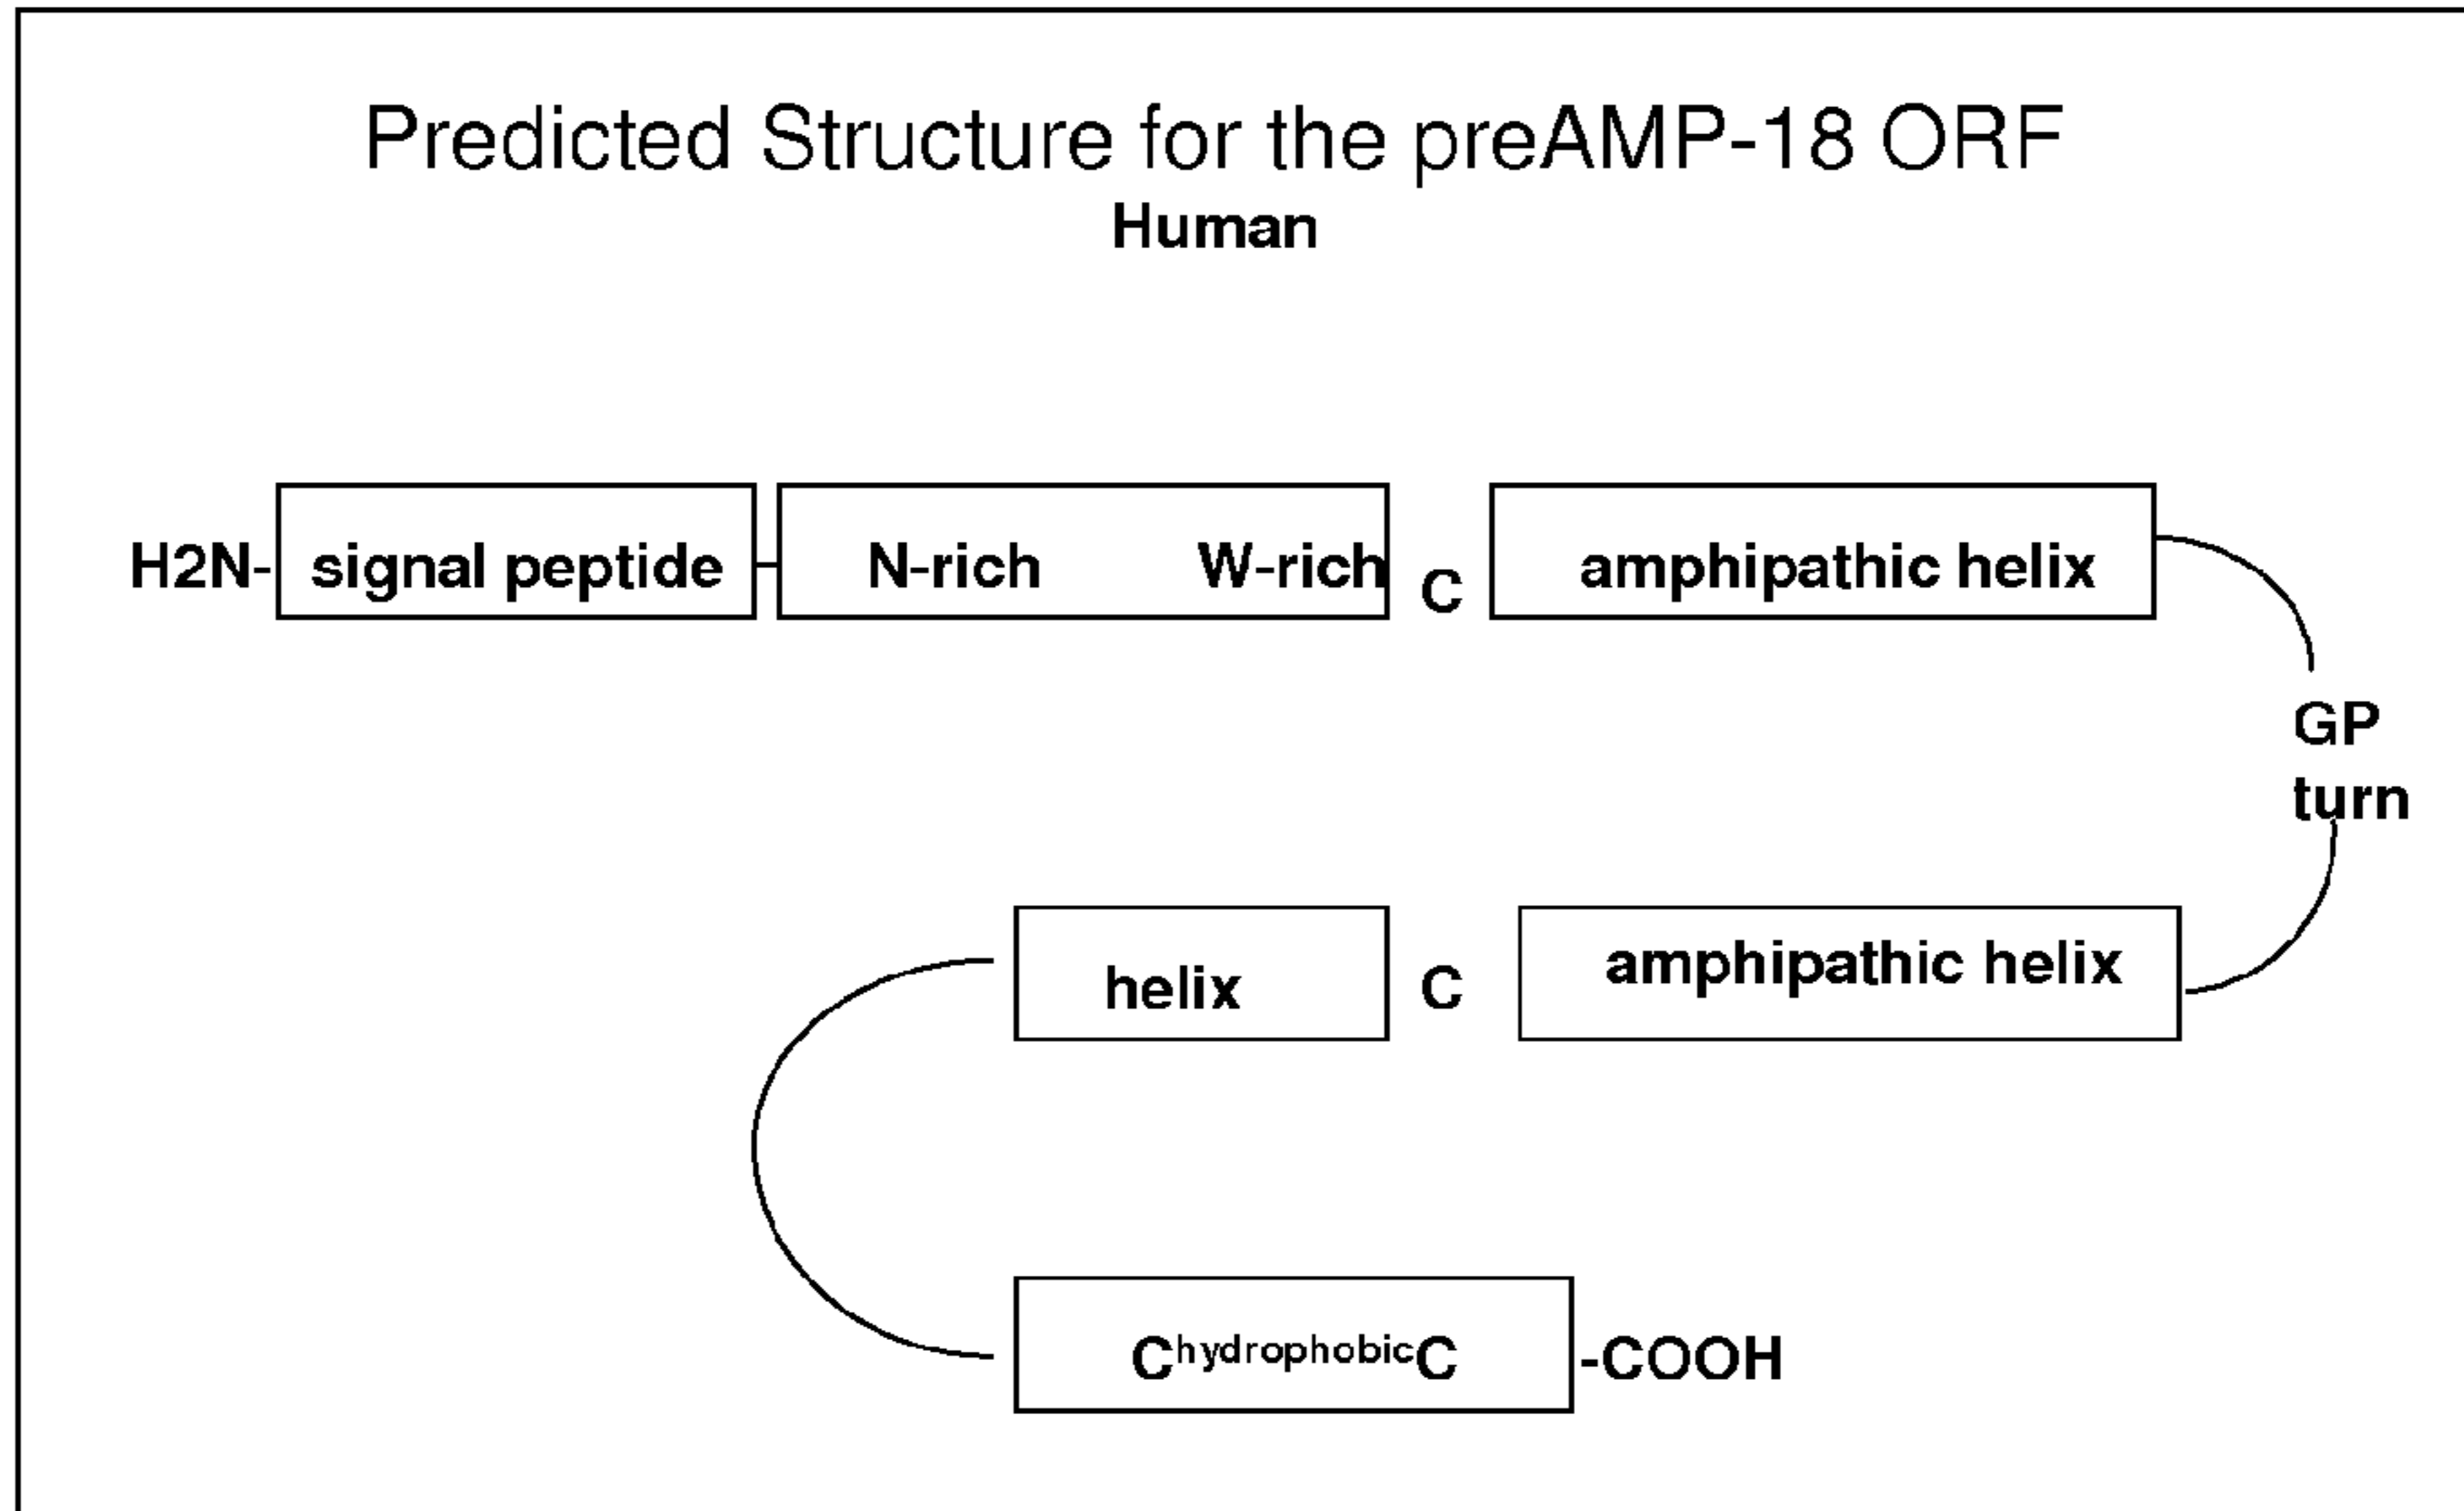 Predicted Structure for the preAMP-18 ORF
Human
H2N- signal peptide N-rich W-rich C amphipathic helix
GP
turn
helix C amphipathic helix
ChydrophobicC -COOH